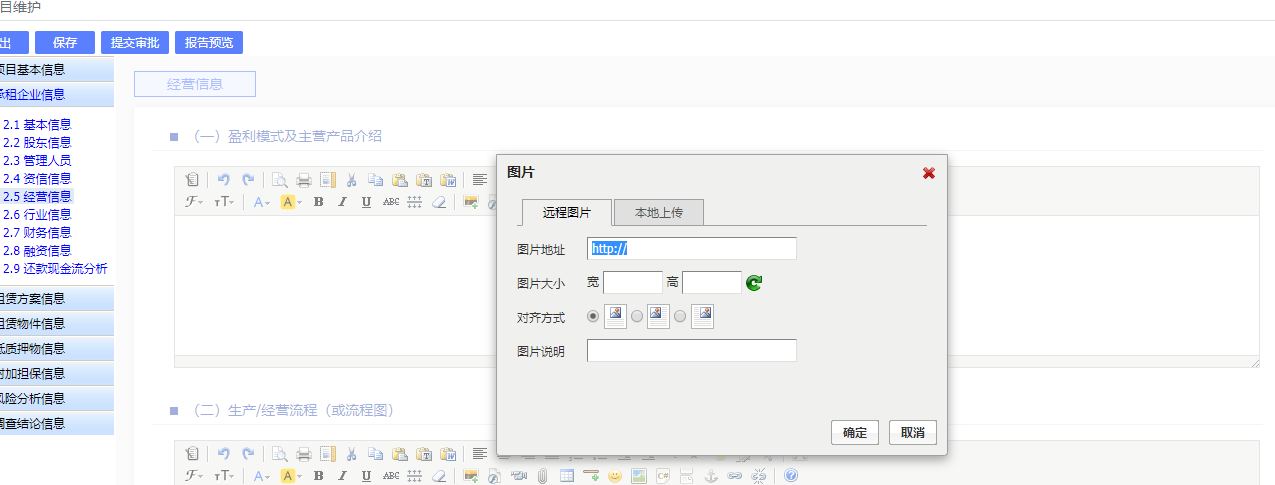 目维护
出 保存 提交审批 报告预览
项目基本信息
承租企业信息
2.1 基本信息
2.2 股东信息
2.3 管理人员
2.4 资信信息
2.5 经营信息
2.6 行业信息
2.7 财务信息
2.8 融资信息
2.9 还款现金流分析
租赁方案信息
租赁物件信息
抵质押物信息
附加担保信息
风险分析信息
调查结论信息
经营信息
（一）盈利模式及主营产品介绍
图片
远程图片 本地上传
图片地址 http://
图片大小 宽 高
对齐方式
图片说明
确定 取消
（二）生产/经营流程（或流程图）